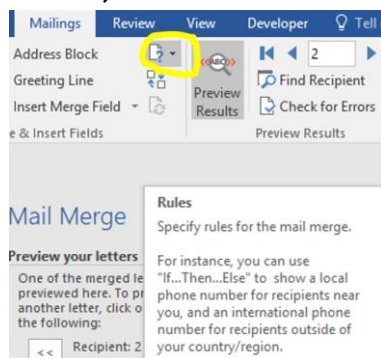 Mailings Review View Developer Tell
Address Block
Greeting Line
Insert Merge Field
e & Insert Fields
«ABC»
Preview
Results
2
Find Recipient
Check for Errors
Preview Results
Mail Merge
Preview your letters
One of the merged le
previewed here. To pr
another letter, click o
the following:
<< Recipient: 2
Rules
Specify rules for the mail merge.
For instance, you can use
"If...Then...Else" to show a local
phone number for recipients near
you, and an international phone
number for recipients outside of
your country/region.